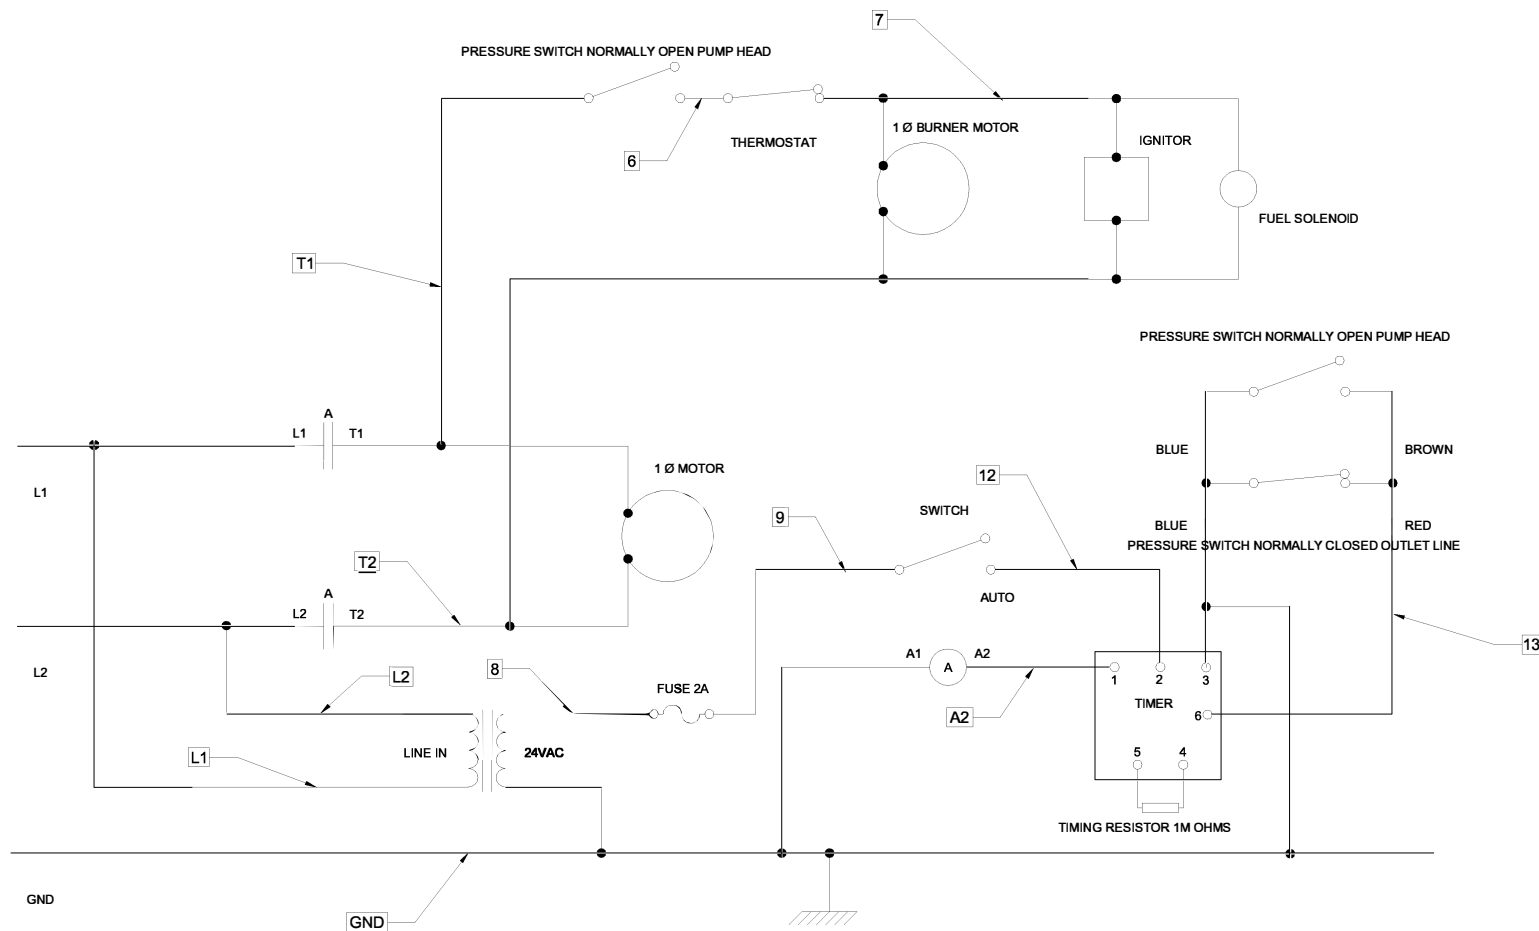 7
PRESSURE SWITCH NORMALLY OPEN PUMP HEAD
1 Ø BURNER MOTOR
THERMOSTAT
IGNITOR
6
FUEL SOLENOID
T1
PRESSURE SWITCH NORMALLY OPEN PUMP HEAD
A
L1
T1
BLUE
BROWN
1 Ø MOTOR
12
L1
SWITCH
9
BLUE
RED
PRESSURE SWITCH NORMALLY CLOSED OUTLET LINE
T2
A
AUTO
L2
T2
13
A1
A
A2
L2
8
L2
FUSE 2A
1
2
3
TIMER
A2
6
L1
LINE IN
24VAC
5
4
TIMING RESISTOR 1M OHMS
GND
GND